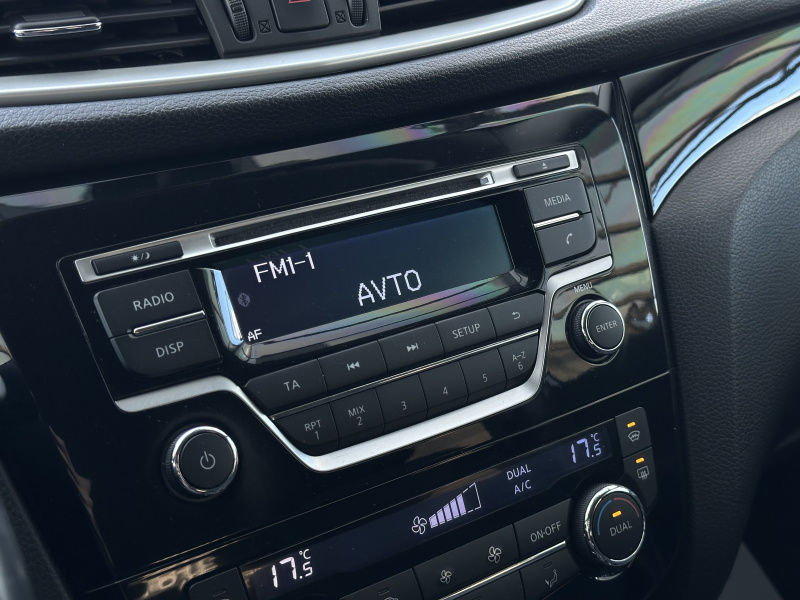 MEDIA
FM1-1
AVTO
AF
RADIO
DISP
MENU
ENTER
TA
SETUP
RPT
1
MIX
2
3
4
5
A-Z
6
17.5°C
DUAL
A/C
17.5°C
ON·OFF
DUAL